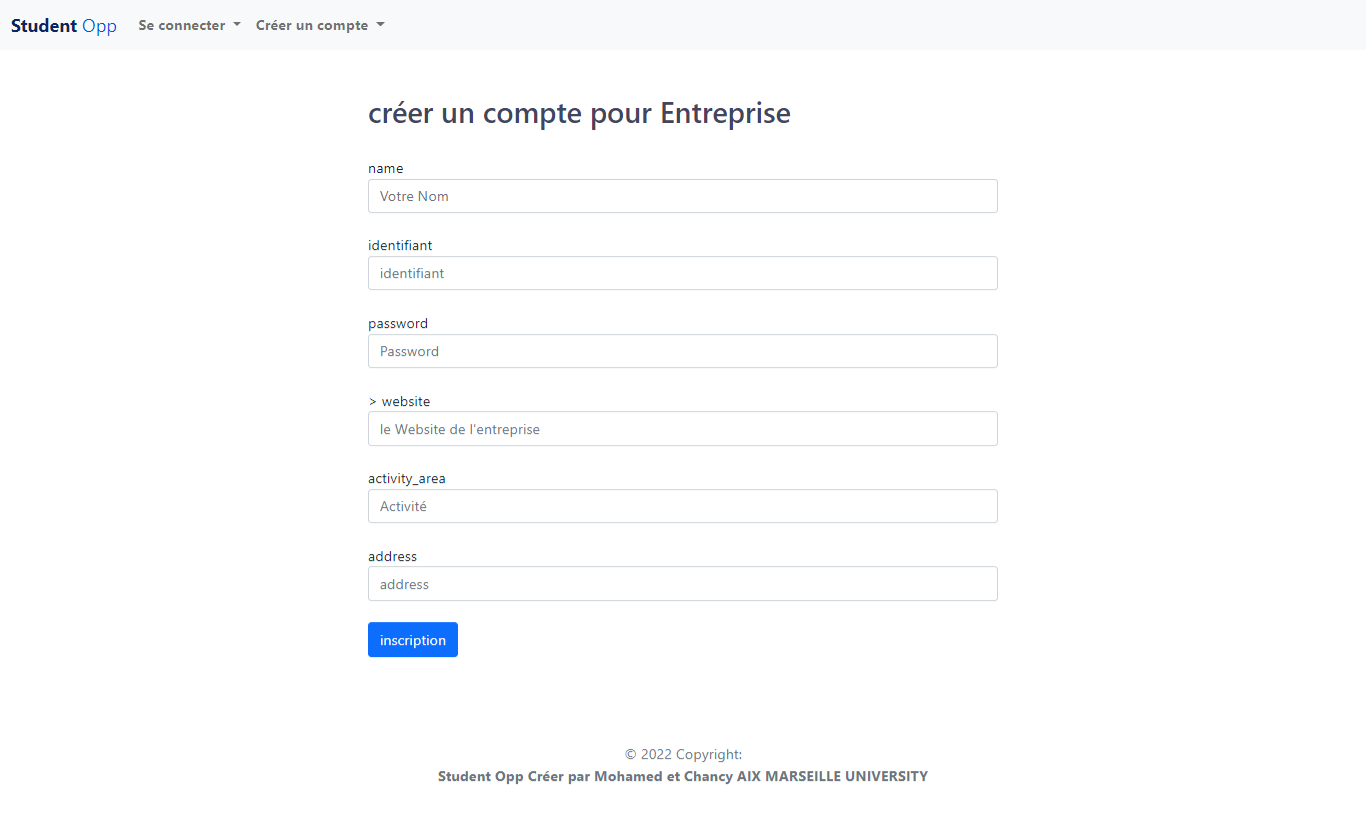 Student Opp Se connecter Créer un compte
créer un compte pour Entreprise
name
Votre Nom
identifiant
identifiant
password
Password
> website
le Website de l'entreprise
activity_area
Activité
address
address
inscription
© 2022 Copyright:
Student Opp Créer par Mohamed et Chancy AIX MARSEILLE UNIVERSITY